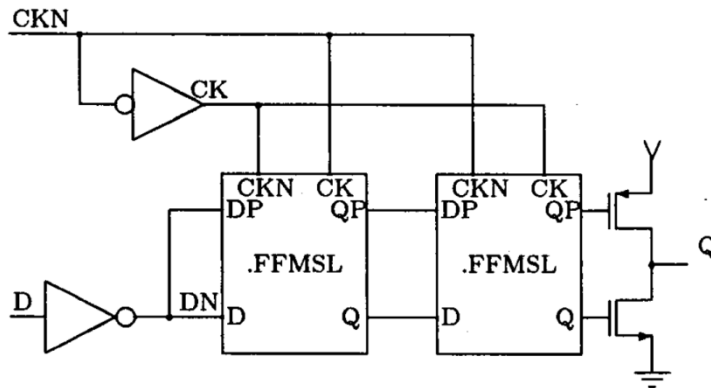 CKN
CK
CKN CK
CKN CK
DP QP
DP QP
.FFMSL
.FFMSL
Q
D
DN
D Q
D Q